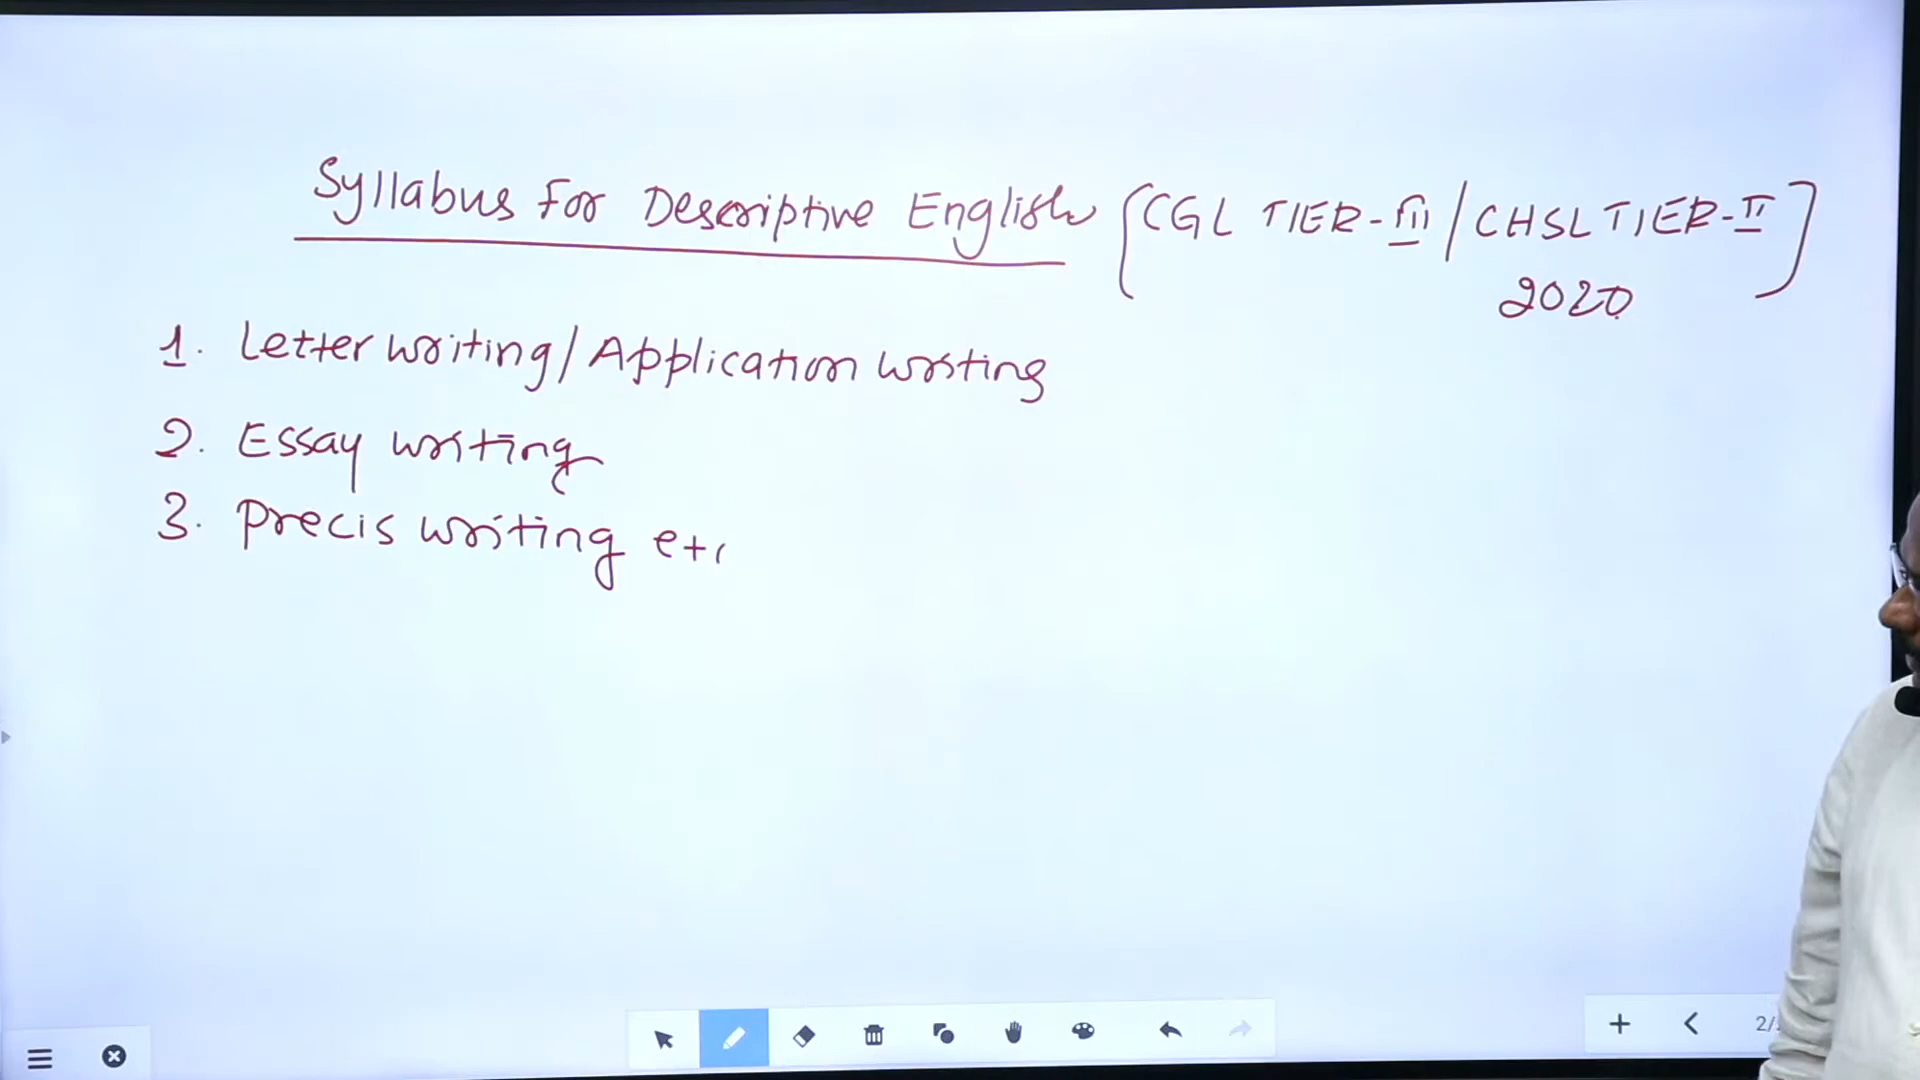 Syllabus For Descriptive English [CGL TIER-III / CHSL TIER-II]
2020
1. Letter writing / Application writing
2. Essay writing
3. Precis writing etc
2/